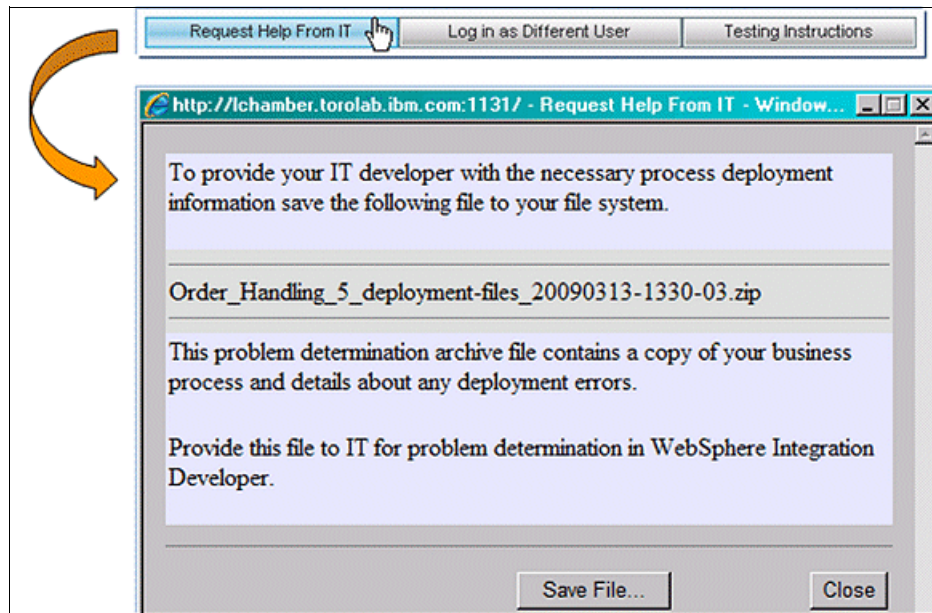 Request Help From IT
Log in as Different User
Testing Instructions
http://lchamber.torolab.ibm.com:1131/ - Request Help From IT - Window...
To provide your IT developer with the necessary process deployment
information save the following file to your file system.
Order_Handling_5_deployment-files_20090313-1330-03.zip
This problem determination archive file contains a copy of your business
process and details about any deployment errors.
Provide this file to IT for problem determination in WebSphere Integration
Developer.
Save File...
Close